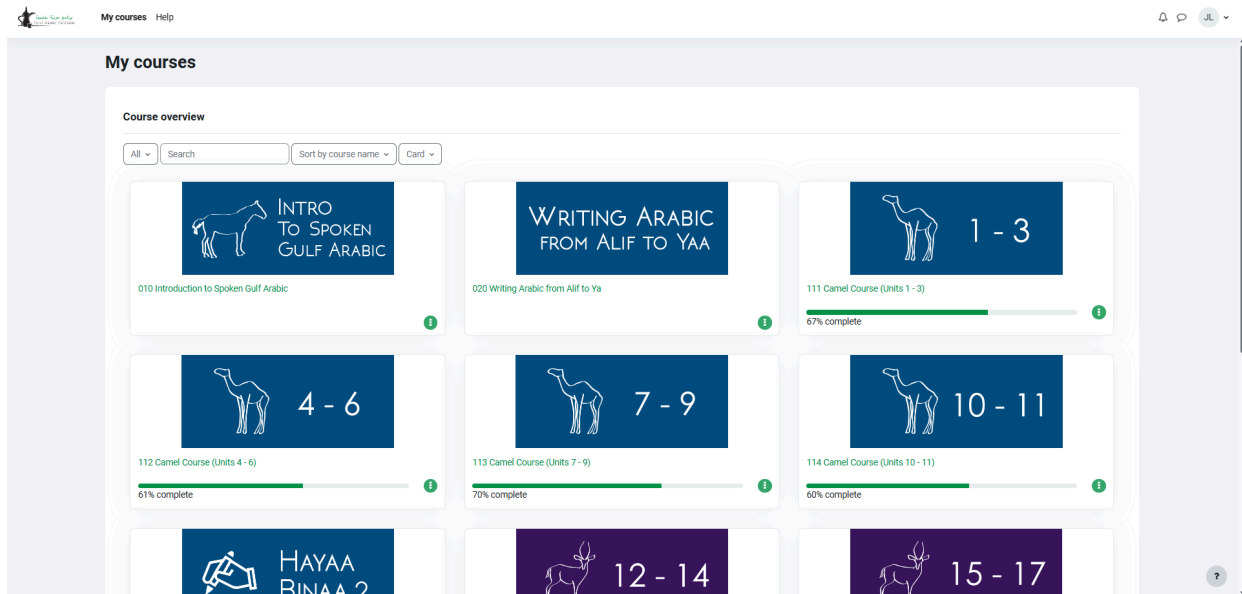 My courses
Help
JL
My courses
Course overview
All
Search
Sort by course name
Card
INTRO
TO SPOKEN
GULF ARABIC
WRITING ARABIC
FROM ALIF TO YAA
1 - 3
010 Introduction to Spoken Gulf Arabic
020 Writing Arabic from Alif to Ya
111 Camel Course (Units 1 - 3)
67% complete
4 - 6
7 - 9
10 - 11
112 Camel Course (Units 4 - 6)
113 Camel Course (Units 7 - 9)
114 Camel Course (Units 10 - 11)
61% complete
70% complete
60% complete
HAYAA
BINAA 2
12 - 14
15 - 17
?